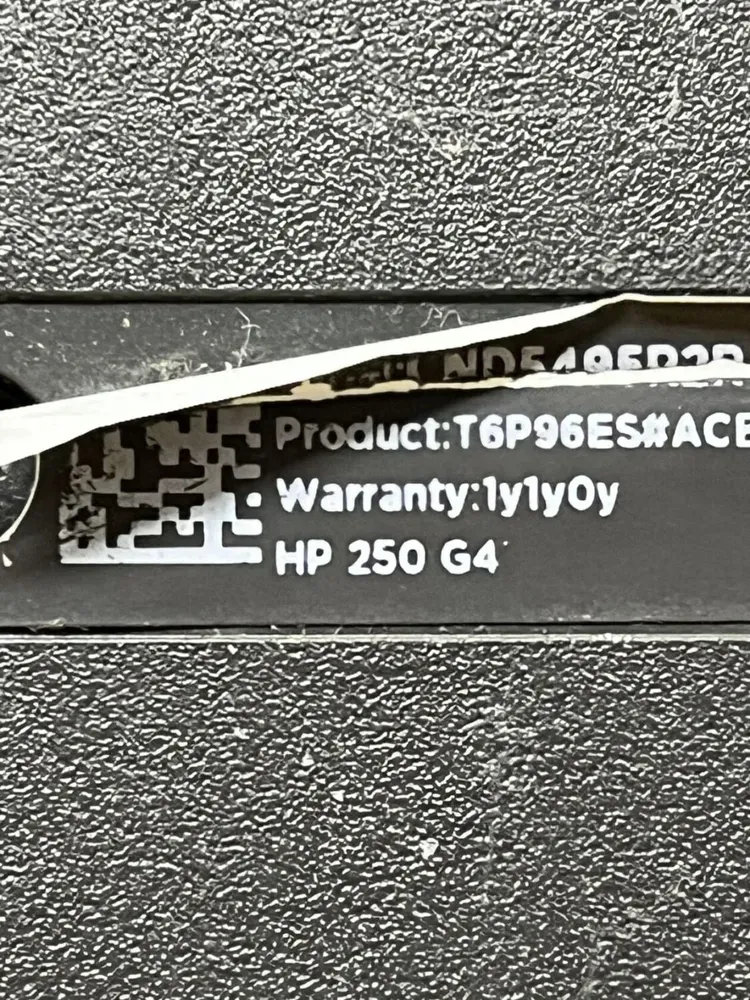 Product:T6P96ES#ACB
Warranty:1y1y0y
HP 250 G4